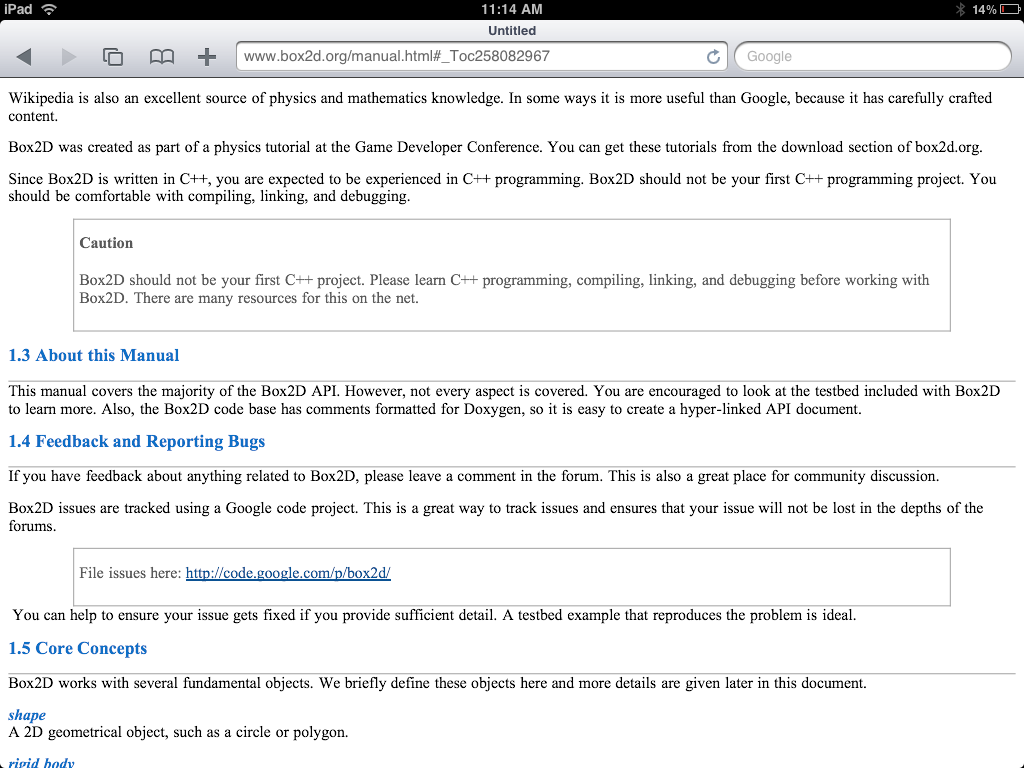 iPad 11:14 AM 14%
Untitled
www.box2d.org/manual.html#_Toc258082967 Google
Wikipedia is also an excellent source of physics and mathematics knowledge. In some ways it is more useful than Google, because it has carefully crafted
content.
Box2D was created as part of a physics tutorial at the Game Developer Conference. You can get these tutorials from the download section of box2d.org.
Since Box2D is written in C++, you are expected to be experienced in C++ programming. Box2D should not be your first C++ programming project. You
should be comfortable with compiling, linking, and debugging.
Caution
Box2D should not be your first C++ project. Please learn C++ programming, compiling, linking, and debugging before working with
Box2D. There are many resources for this on the net.
1.3 About this Manual
This manual covers the majority of the Box2D API. However, not every aspect is covered. You are encouraged to look at the testbed included with Box2D
to learn more. Also, the Box2D code base has comments formatted for Doxygen, so it is easy to create a hyper-linked API document.
1.4 Feedback and Reporting Bugs
If you have feedback about anything related to Box2D, please leave a comment in the forum. This is also a great place for community discussion.
Box2D issues are tracked using a Google code project. This is a great way to track issues and ensures that your issue will not be lost in the depths of the
forums.
File issues here: http://code.google.com/p/box2d/
You can help to ensure your issue gets fixed if you provide sufficient detail. A testbed example that reproduces the problem is ideal.
1.5 Core Concepts
Box2D works with several fundamental objects. We briefly define these objects here and more details are given later in this document.
shape
A 2D geometrical object, such as a circle or polygon.
rigid body